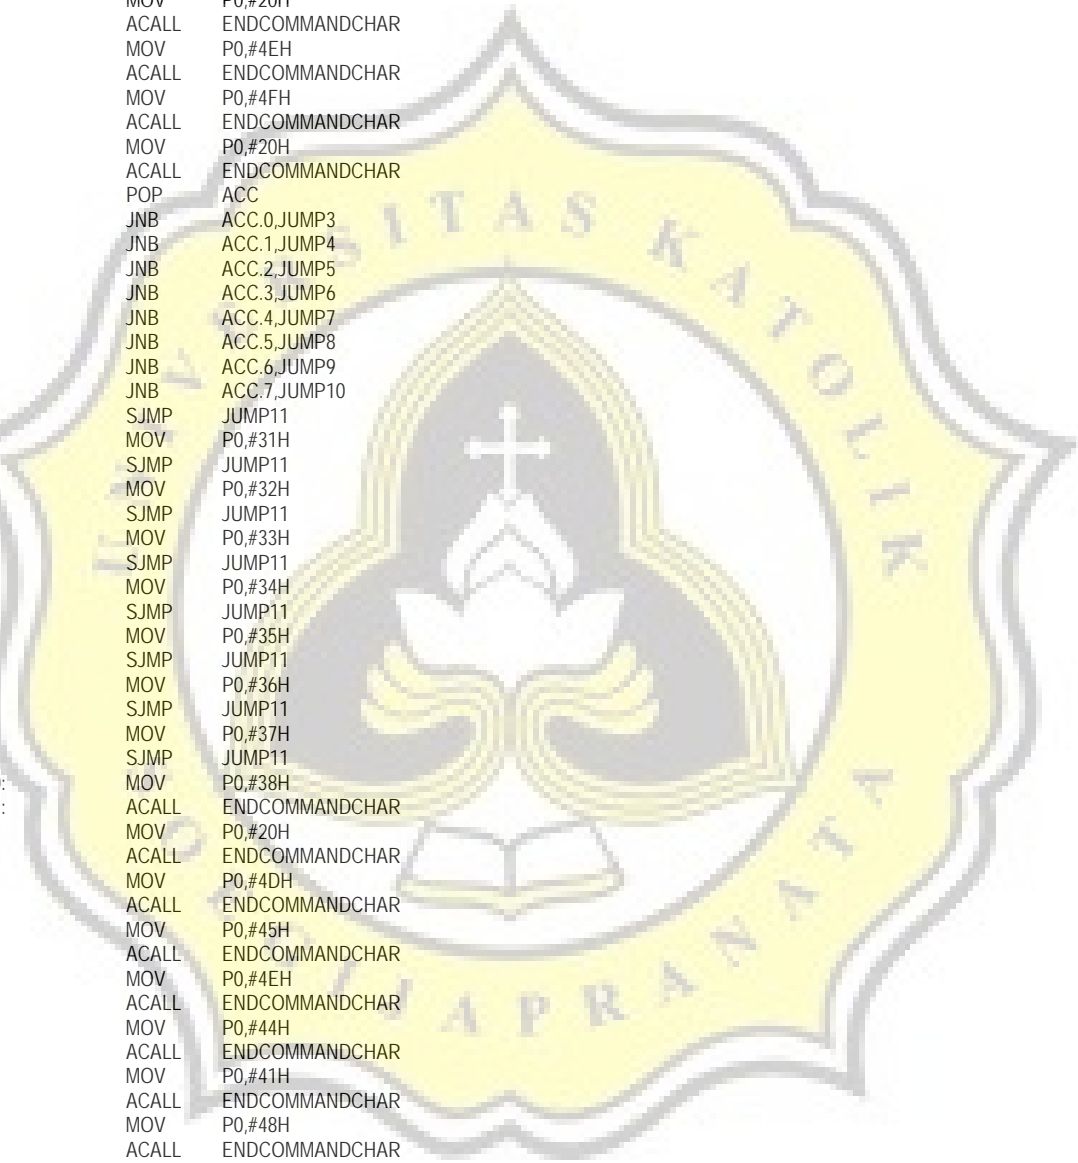 MOV P0,#20H
ACALL ENDCOMMANDCHAR
MOV P0,#4EH
ACALL ENDCOMMANDCHAR
MOV P0,#4FH
ACALL ENDCOMMANDCHAR
MOV P0,#20H
ACALL ENDCOMMANDCHAR
POP ACC
JNB ACC.0,JUMP3
JNB ACC.1,JUMP4
JNB ACC.2,JUMP5
JNB ACC.3,JUMP6
JNB ACC.4,JUMP7
JNB ACC.5,JUMP8
JNB ACC.6,JUMP9
JNB ACC.7,JUMP10
SJMP JUMP11
MOV P0,#31H
SJMP JUMP11
MOV P0,#32H
SJMP JUMP11
MOV P0,#33H
SJMP JUMP11
MOV P0,#34H
SJMP JUMP11
MOV P0,#35H
SJMP JUMP11
MOV P0,#36H
SJMP JUMP11
MOV P0,#37H
SJMP JUMP11
: MOV P0,#38H
: ACALL ENDCOMMANDCHAR
MOV P0,#20H
ACALL ENDCOMMANDCHAR
MOV P0,#4DH
ACALL ENDCOMMANDCHAR
MOV P0,#45H
ACALL ENDCOMMANDCHAR
MOV P0,#4EH
ACALL ENDCOMMANDCHAR
MOV P0,#44H
ACALL ENDCOMMANDCHAR
MOV P0,#41H
ACALL ENDCOMMANDCHAR
MOV P0,#48H
ACALL ENDCOMMANDCHAR
KATOLIK